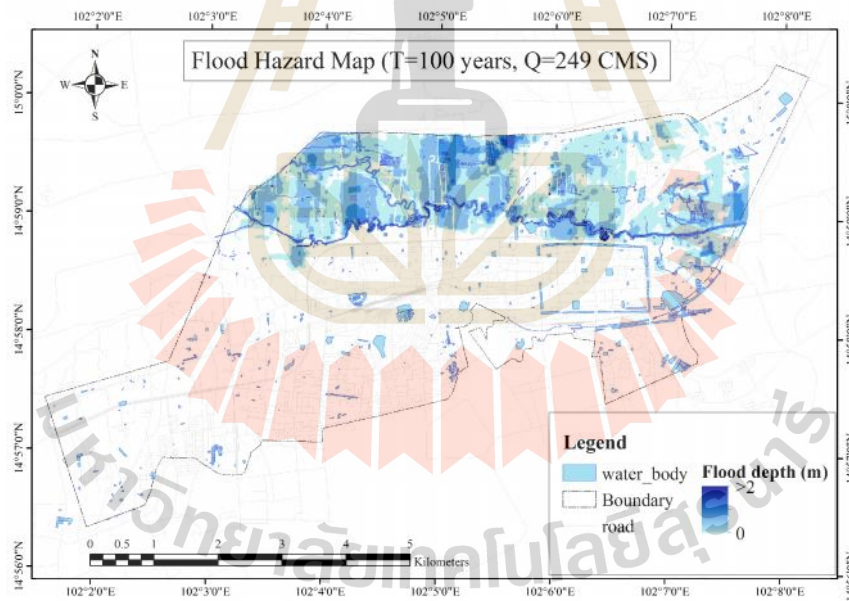 102°2'0"E 102°3'0"E 102°4'0"E 102°5'0"E 102°6'0"E 102°7'0"E 102°8'0"E
Flood Hazard Map (T=100 years, Q=249 CMS)
N
W E
S
15°0'0"N
14°59'0"N
14°58'0"N
14°57'0"N
14°56'0"N
Legend
water_body
Boundary
road
Flood depth (m)
>2
0
0 0.5 1 2 3 4 5
Kilometers
มหาวิทยาลัยเทคโนโลยีสุรนารี
102°2'0"E 102°3'0"E 102°4'0"E 102°5'0"E 102°6'0"E 102°7'0"E 102°8'0"E